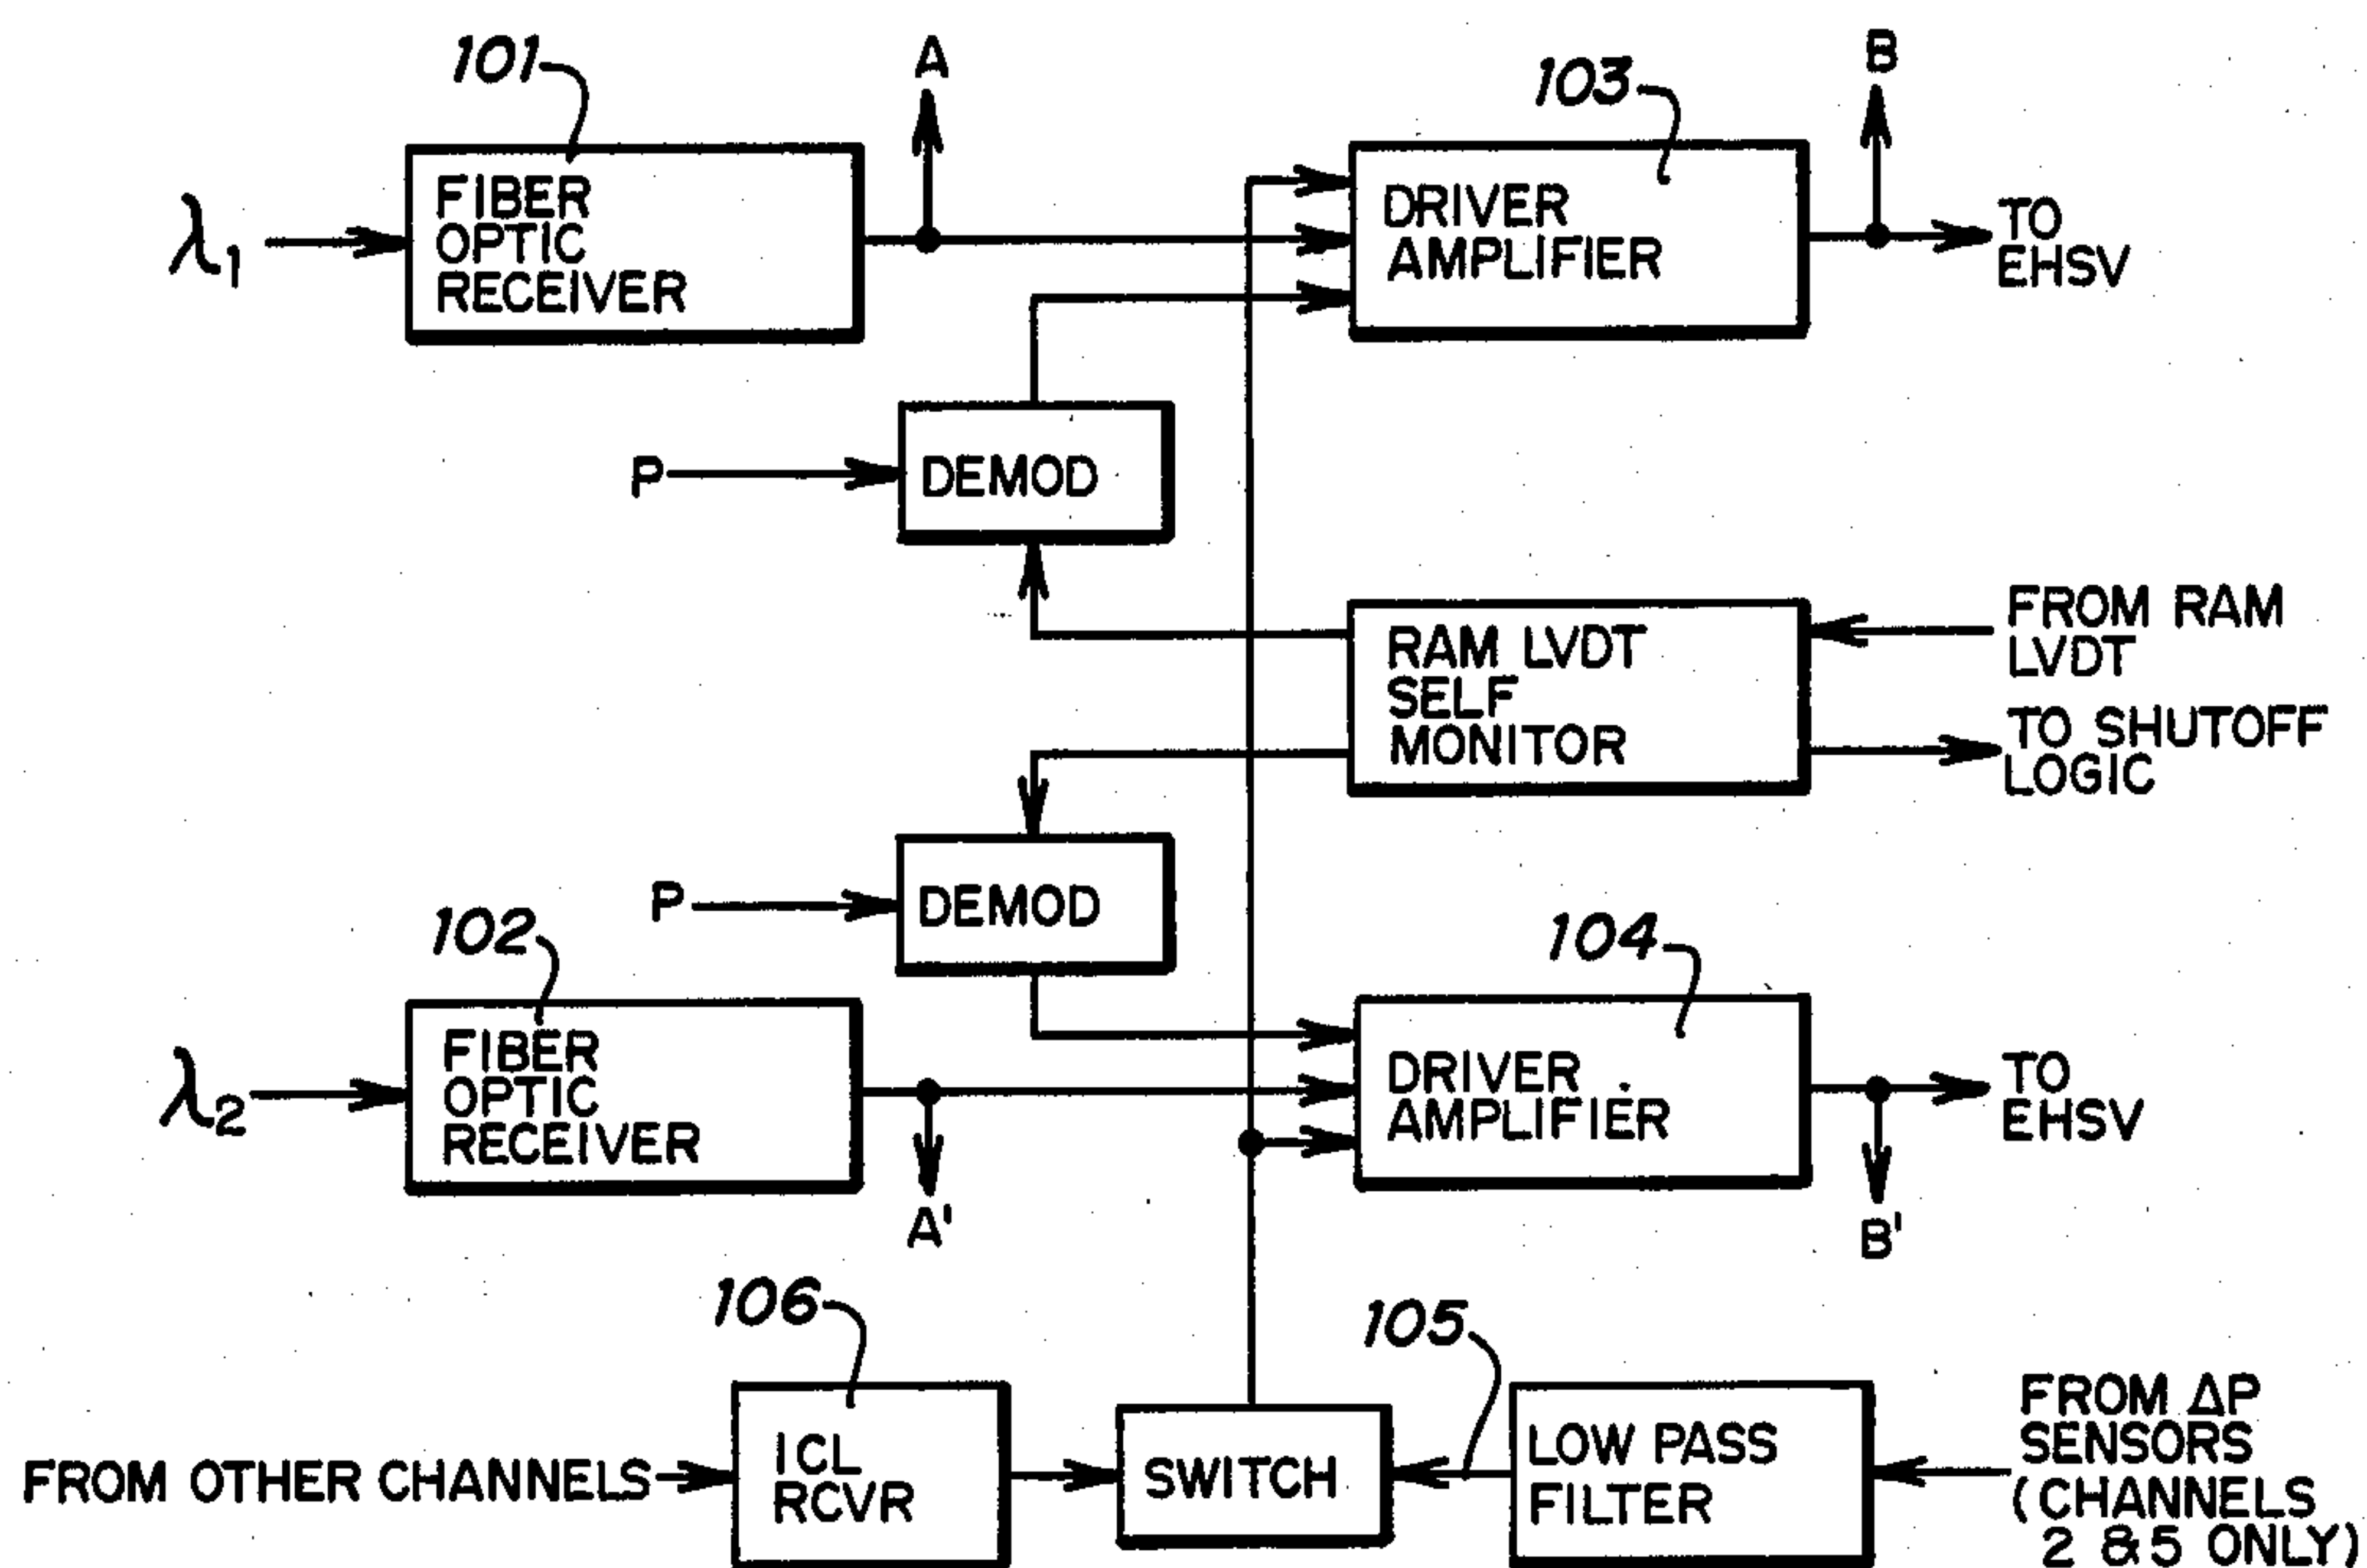 101
A
103
B
λ1
FIBER
OPTIC
RECEIVER
DRIVER
AMPLIFIER
TO
EHSV
P
DEMOD
RAM LVDT
SELF
MONITOR
FROM RAM
LVDT
TO SHUTOFF
LOGIC
P
DEMOD
102
104
λ2
FIBER
OPTIC
RECEIVER
A'
DRIVER
AMPLIFIER
TO
EHSV
B'
106
105
FROM OTHER CHANNELS
ICL
RCVR
SWITCH
LOW PASS
FILTER
FROM ΔP
SENSORS
(CHANNELS
2 & 5 ONLY)